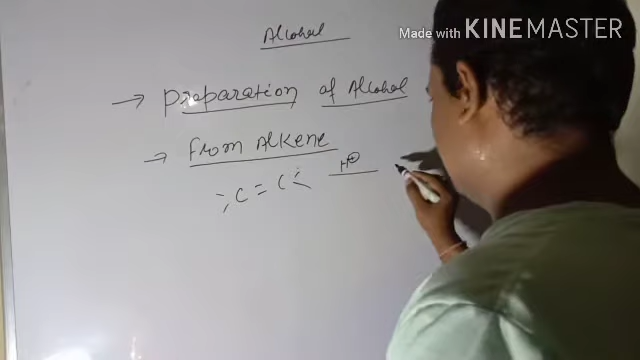 Alcohol
Made with KINEMASTER
→ Preparation of Alcohol
→ From Alkene
C = C H⊕